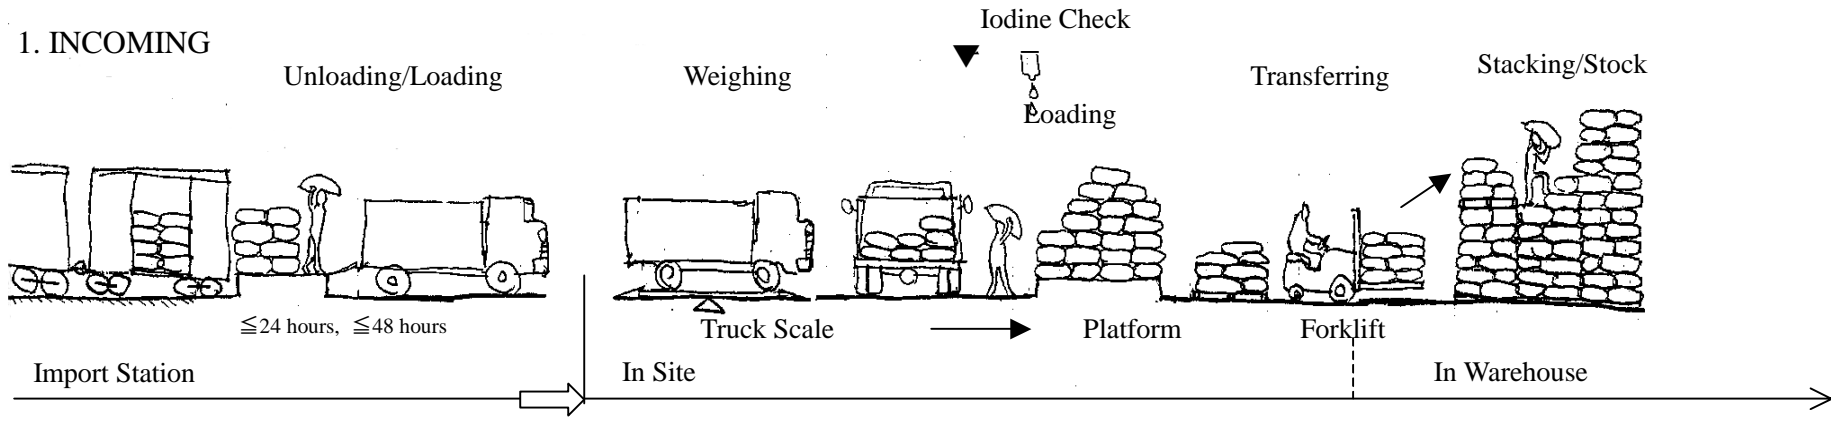 Iodine Check
1. INCOMING
Unloading/Loading
Weighing
Transferring
Stacking/Stock
Loading
≦24 hours, ≦48 hours
Truck Scale
Platform
Forklift
Import Station
In Site
In Warehouse